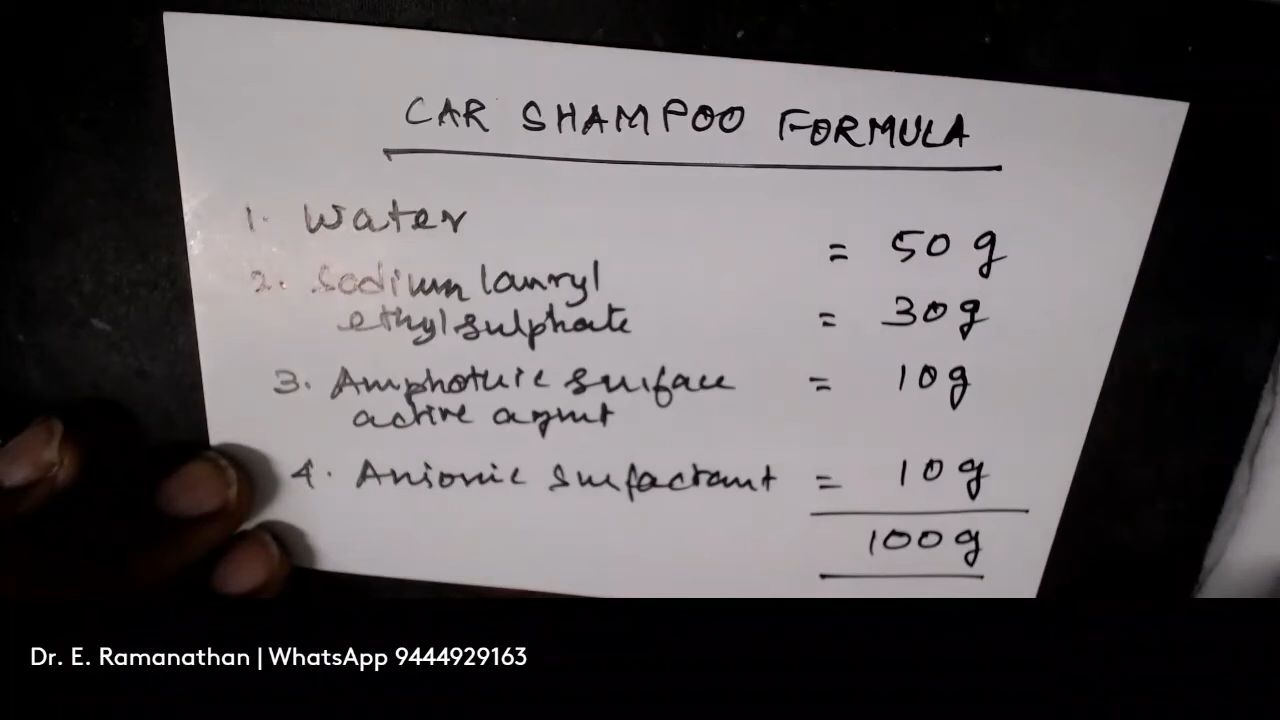 CAR SHAMPOO FORMULA
1. Water = 50 g
2. Sodium lauryl
ethyl sulphate = 30 g
3. Amphoteric surface = 10 g
active agent
4. Anionic surfactant = 10 g
100 g
Dr. E. Ramanathan | WhatsApp 9444929163